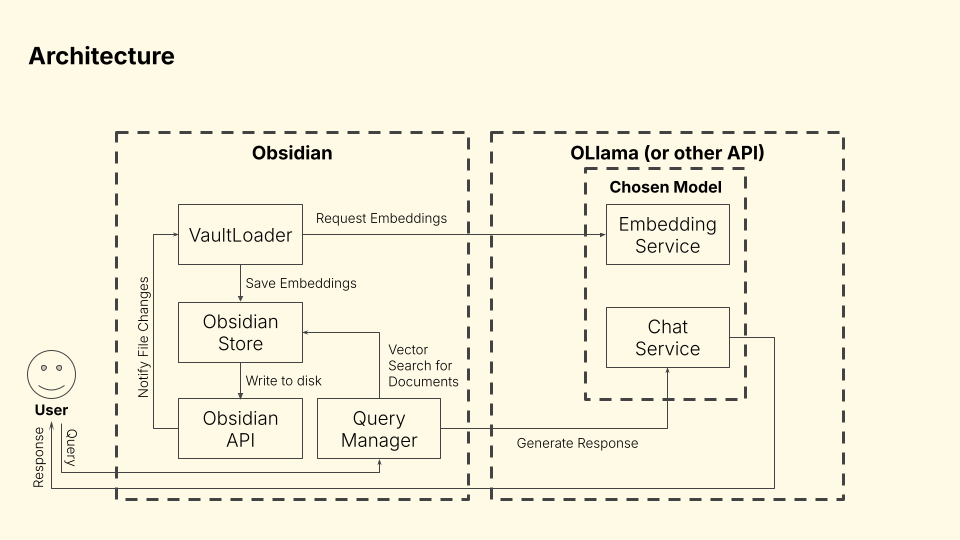 Architecture
Obsidian
OLlama (or other API)
Chosen Model
VaultLoader
Request Embeddings
Embedding
Service
Save Embeddings
Notify File Changes
Obsidian
Store
Chat
Service
Vector
Search for
Documents
Write to disk
User
Obsidian
API
Query
Manager
Generate Response
Response
Query